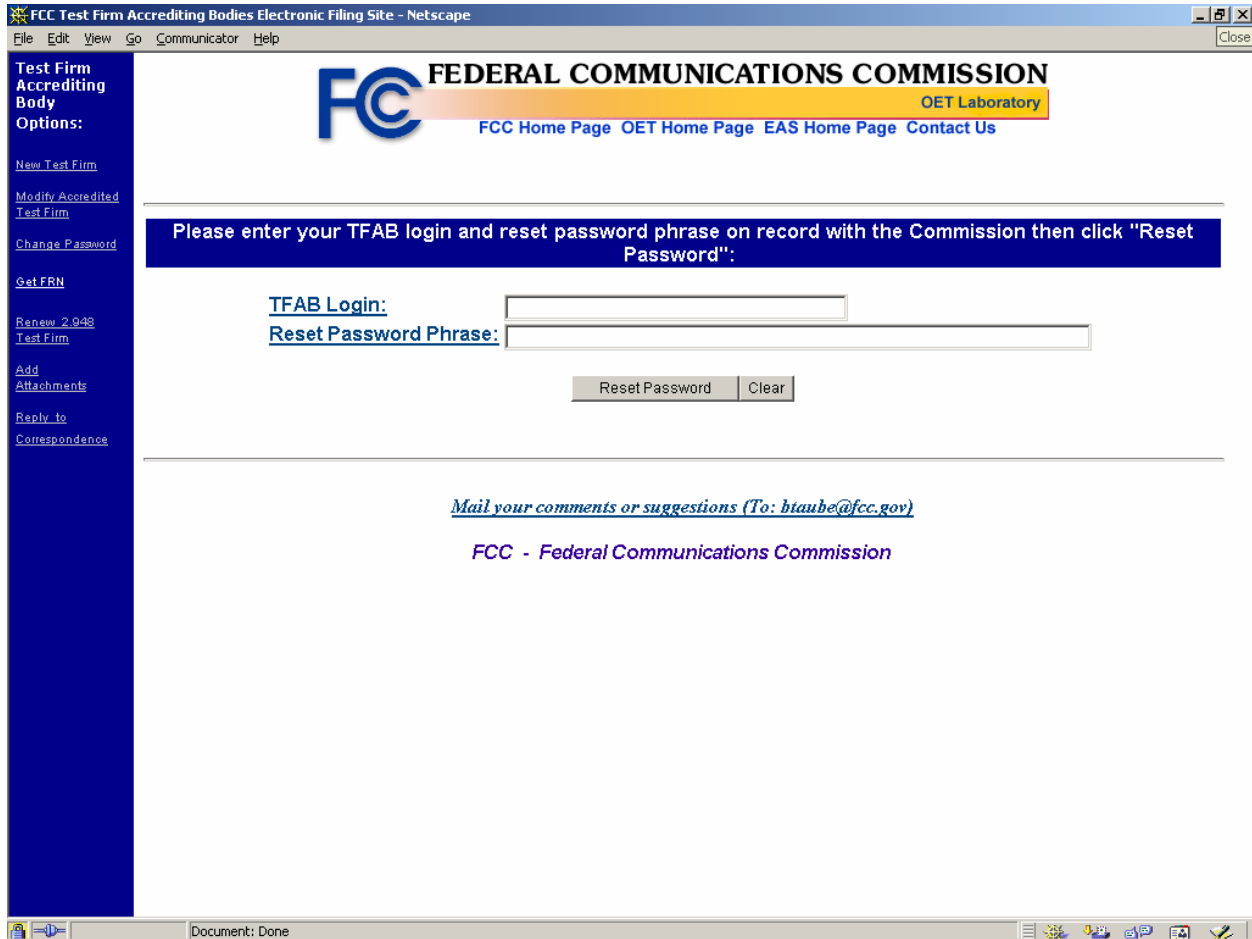 FCC Test Firm Accrediting Bodies Electronic Filing Site - Netscape
File Edit View Go Communicator Help
Close
Test Firm
Accrediting
Body
Options:
New Test Firm
Modify Accredited
Test Firm
Change Password
Get FRN
Renew 2.948
Test Firm
Add
Attachments
Reply to
Correspondence
FC
FEDERAL COMMUNICATIONS COMMISSION
OET Laboratory
FCC Home Page OET Home Page EAS Home Page Contact Us
Please enter your TFAB login and reset password phrase on record with the Commission then click "Reset
Password":
TFAB Login:
Reset Password Phrase:
Reset Password Clear
Mail your comments or suggestions (To: btaube@fcc.gov)
FCC - Federal Communications Commission
Document: Done